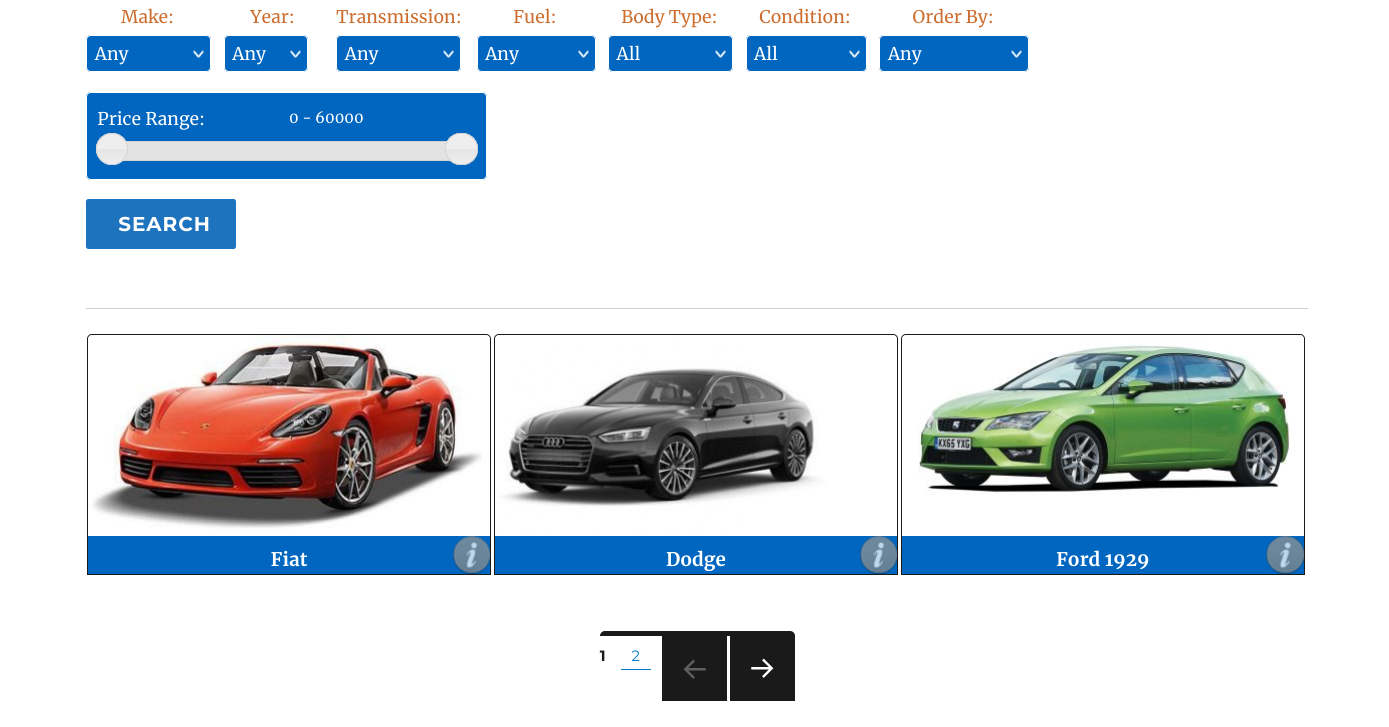 Make: Year: Transmission: Fuel: Body Type: Condition: Order By:
Any Any Any Any All All Any
Price Range: 0 - 60000
SEARCH
KX65 YXG
Fiat i Dodge i Ford 1929 i
1 2